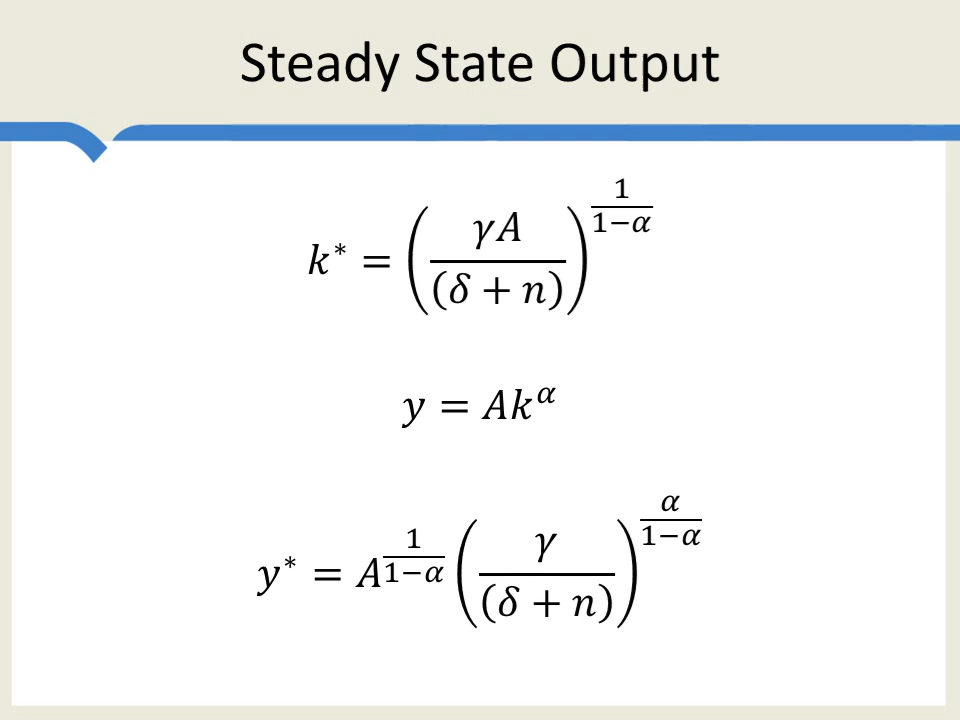 Steady State Output
𝑘* = (𝛾𝐴 / (𝛿 + 𝑛))^(1/(1−𝛼))
𝑦 = 𝐴𝑘^𝛼
𝑦* = 𝐴^(1/(1−𝛼)) (𝛾 / (𝛿 + 𝑛))^(𝛼/(1−𝛼))